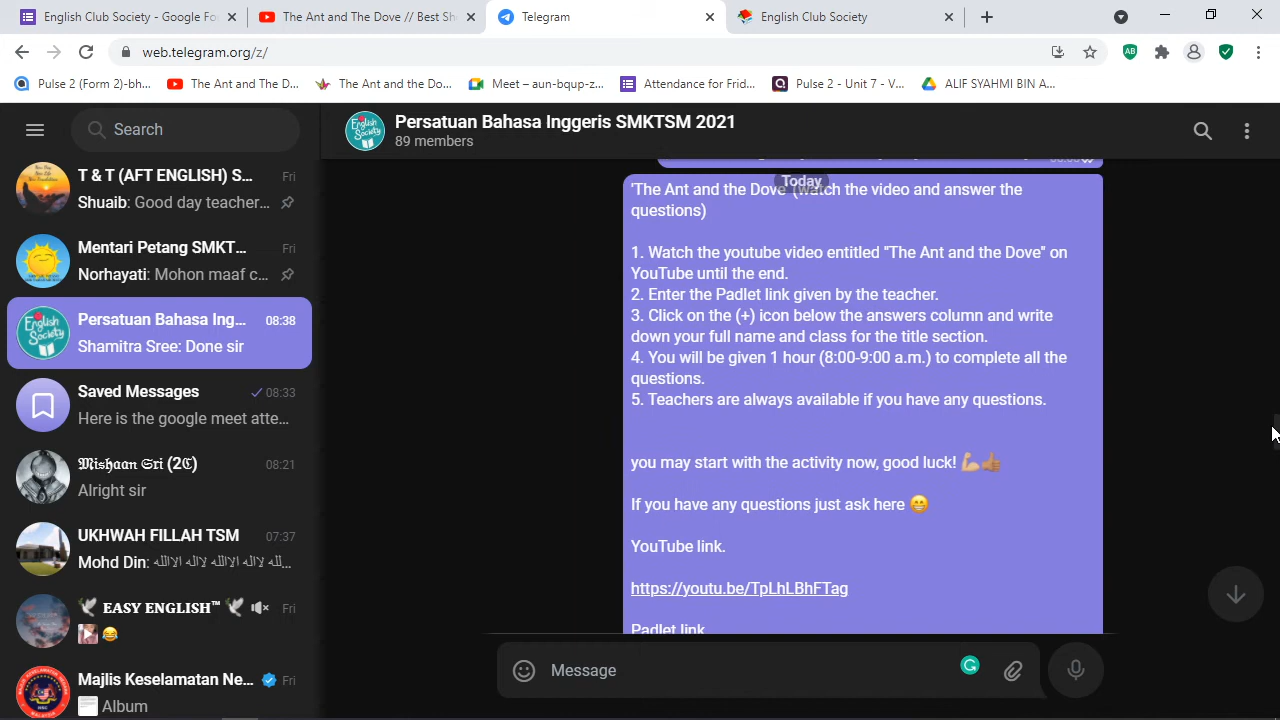 English Club Society - Google Fo
The Ant and The Dove // Best Sh
Telegram
English Club Society
web.telegram.org/z/
Pulse 2 (Form 2)-bh...
The Ant and The D...
The Ant and the Do...
Meet – aun-bqup-z...
Attendance for Frid...
Pulse 2 - Unit 7 - V...
ALIF SYAHMI BIN A...
Search
T & T (AFT ENGLISH) S...
Fri
Shuaib: Good day teacher...
Mentari Petang SMKT...
Fri
Norhayati: Mohon maaf c...
English Society
Persatuan Bahasa Ing...
08:38
Shamitra Sree: Done sir
Saved Messages
08:33
Here is the google meet atte...
𝔐𝔦𝔰𝔥𝔞𝔞𝔫 𝔖𝔯𝔦 (2ℭ)
08:21
Alright sir
UKHWAH FILLAH TSM
07:37
Mohd Din:
🕊 𝐄𝐀𝐒𝐘 𝐄𝐍𝐆𝐋𝐈𝐒𝐇™ 🕊
Fri
😂
Majlis Keselamatan Ne...
Fri
Album
English Society
Persatuan Bahasa Inggeris SMKTSM 2021
89 members
Today
'The Ant and the Dove' (watch the video and answer the
questions)
1. Watch the youtube video entitled "The Ant and the Dove" on
YouTube until the end.
2. Enter the Padlet link given by the teacher.
3. Click on the (+) icon below the answers column and write
down your full name and class for the title section.
4. You will be given 1 hour (8:00-9:00 a.m.) to complete all the
questions.
5. Teachers are always available if you have any questions.
you may start with the activity now, good luck! 💪🏽👍🏽
If you have any questions just ask here 😁
YouTube link.
https://youtu.be/TpLhLBhFTag
Padlet link
Message